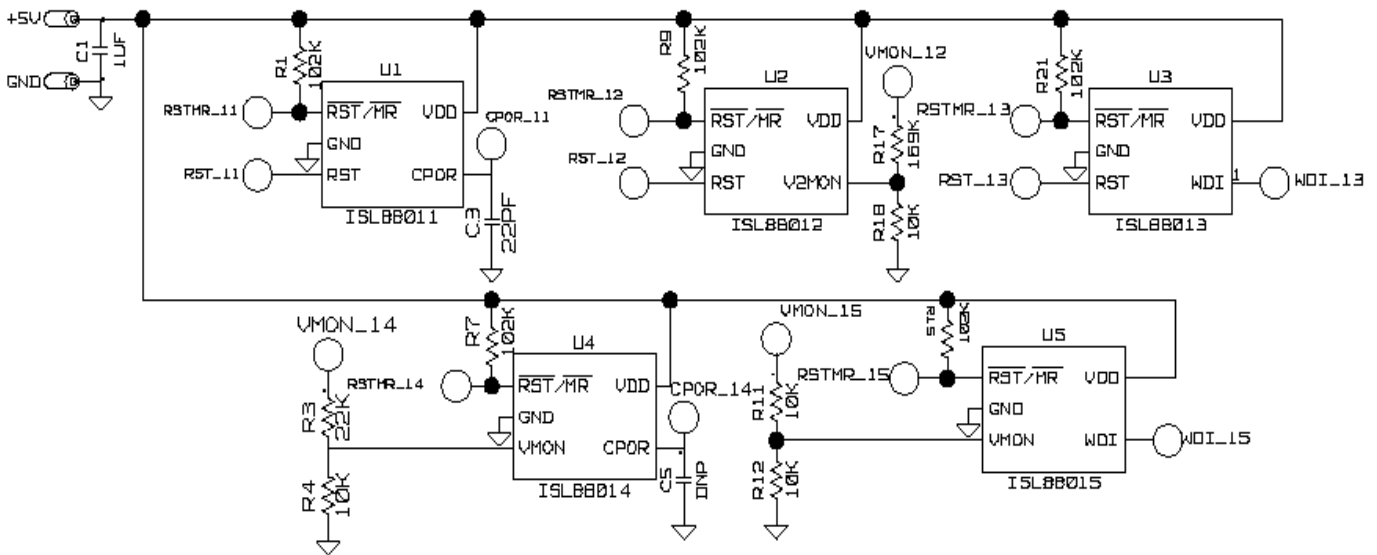 +5V
C1
1UF
GND
R1
102K
U1
RSTMR_11
RST/MR
VDD
GND
CPOR_11
RST_11
RST
CPOR
ISL88011
C3
22PF
R9
102K
U2
VMON_12
RSTMR_12
RST/MR
VDD
GND
R17
169K
RST_12
RST
V2MON
ISL88012
R18
10K
R21
102K
U3
RSTMR_13
RST/MR
VDD
GND
RST_13
RST
WDI
1
WDI_13
ISL88013
VMON_14
R7
102K
U4
RSTMR_14
RST/MR
VDD
CPOR_14
R3
22K
GND
VMON
CPOR
ISL88014
C5
DNP
R4
10K
VMON_15
R15
102K
U5
RSTMR_15
RST/MR
VDD
R11
10K
GND
VMON
WDI
WDI_15
R12
10K
ISL88015